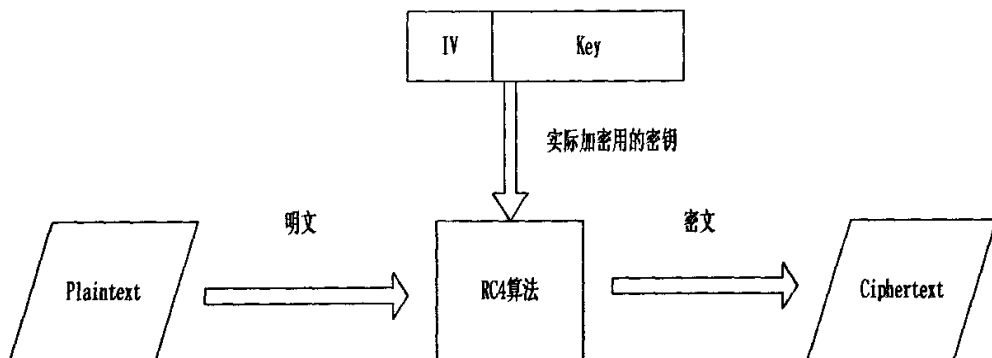 IV
Key
实际加密用的密钥
明文
密文
Plaintext
RC4算法
Ciphertext